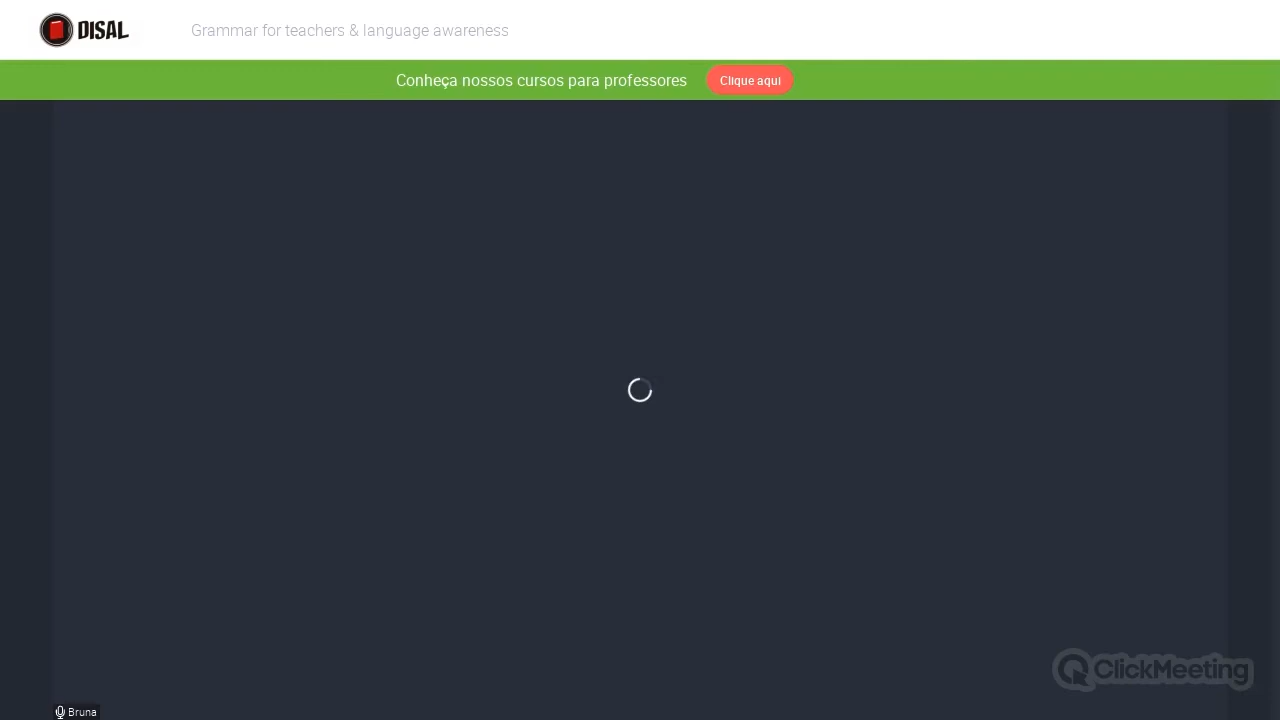 DISAL
Grammar for teachers & language awareness
Conheça nossos cursos para professores
Clique aqui
ClickMeeting
Bruna